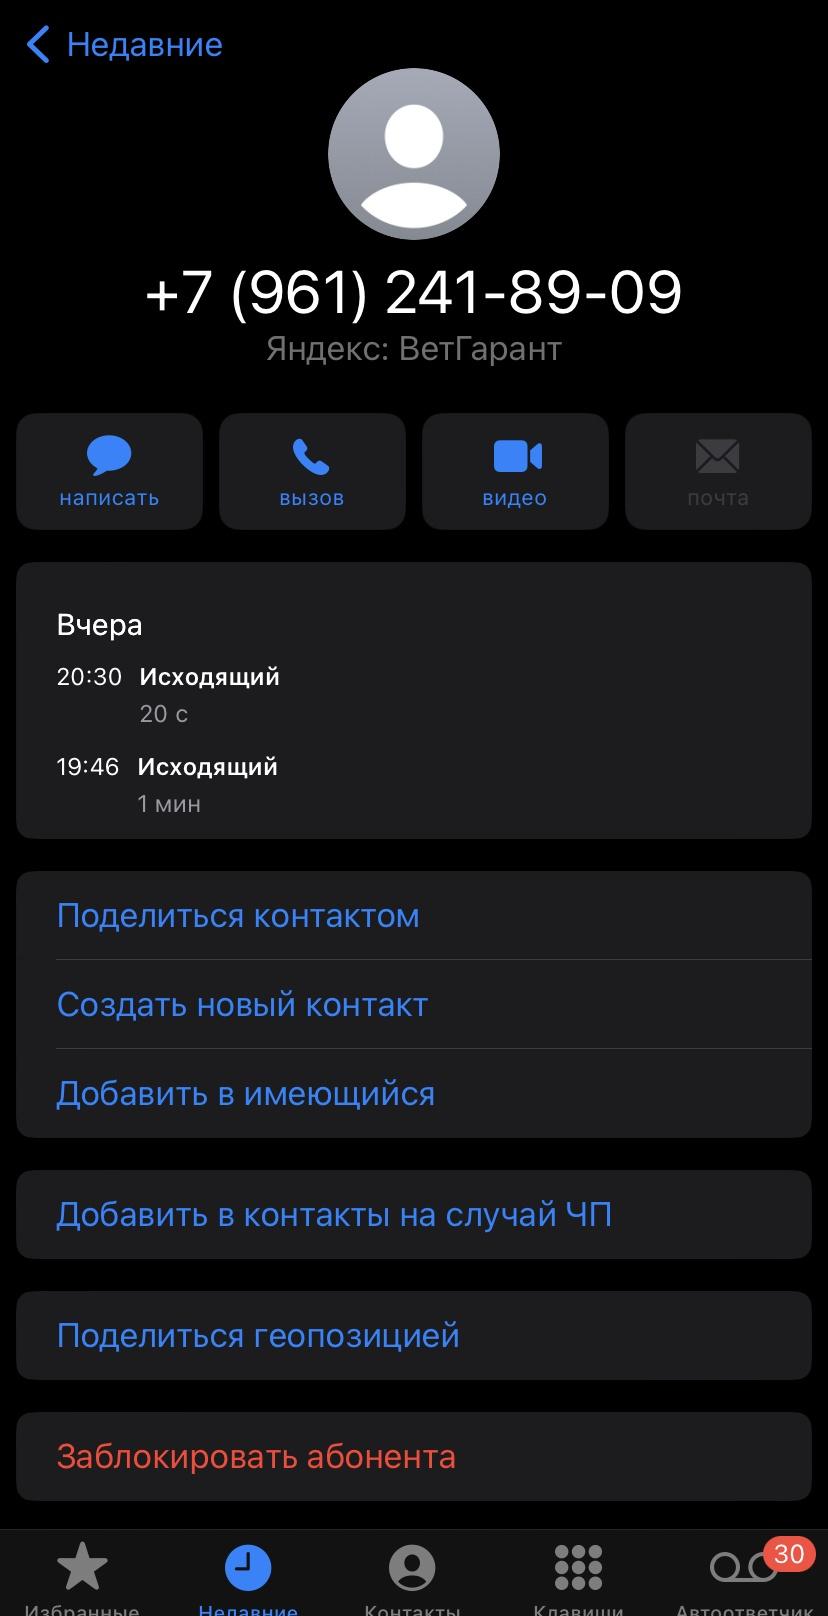 Недавние
+7 (961) 241-89-09
Яндекс: ВетГарант
написать
вызов
видео
почта
Вчера
20:30 Исходящий
20 с
19:46 Исходящий
1 мин
Поделиться контактом
Создать новый контакт
Добавить в имеющийся
Добавить в контакты на случай ЧП
Поделиться геопозицией
Заблокировать абонента
30
Избранные
Недавние
Контакты
Клавиши
Автоответчик